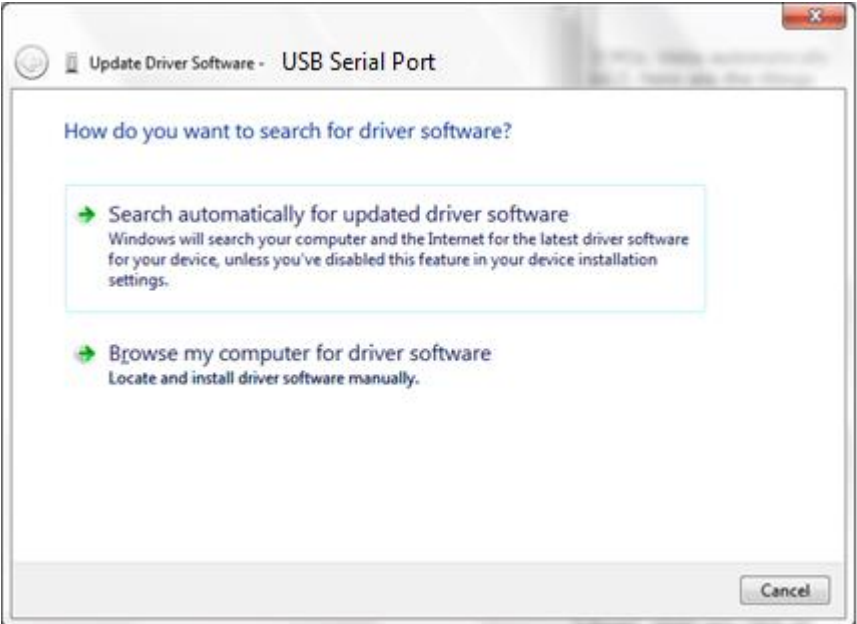 Update Driver Software - USB Serial Port
How do you want to search for driver software?
Search automatically for updated driver software
Windows will search your computer and the Internet for the latest driver software
for your device, unless you've disabled this feature in your device installation
settings.
Browse my computer for driver software
Locate and install driver software manually.
Cancel